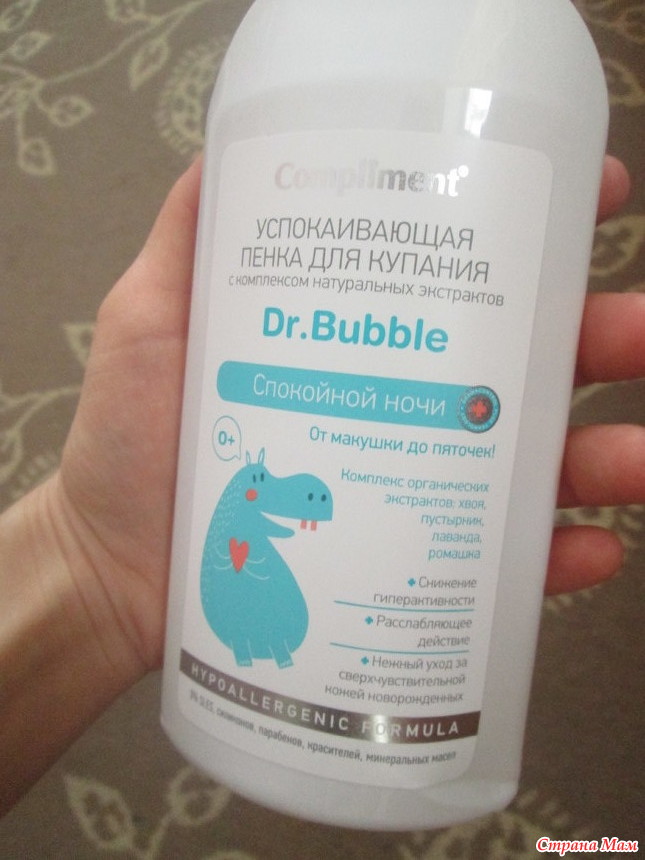 Compliment®
УСПОКАИВАЮЩАЯ
ПЕНКА ДЛЯ КУПАНИЯ
с комплексом натуральных экстрактов
Dr.Bubble
Спокойной ночи
От макушки до пяточек!
0+
Комплекс органических
экстрактов: хвоя,
пустырник,
лаванда,
ромашка
Снижение
гиперактивности
Расслабляющее
действие
Нежный уход за
сверхчувствительной
кожей новорожденных
HYPOALLERGENIC FORMULA
0% SLES, силиконов, парабенов, красителей, минеральных масел
Страна Мам